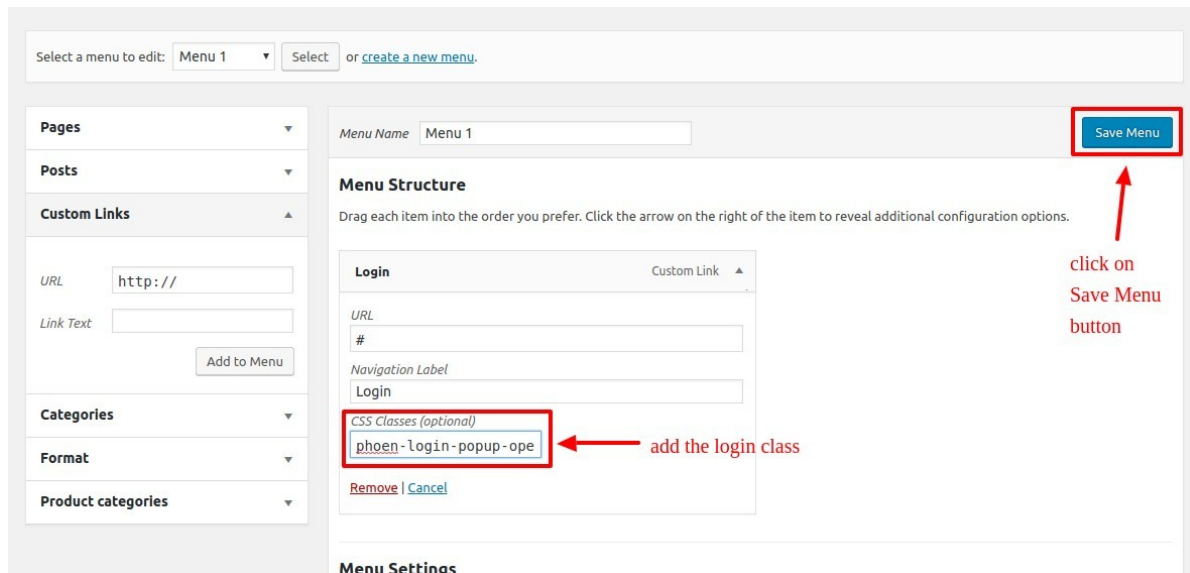 Select a menu to edit: Menu 1 Select or create a new menu.
Pages
Posts
Custom Links
URL http://
Link Text
Add to Menu
Categories
Format
Product categories
Menu Name Menu 1
Save Menu
Menu Structure
Drag each item into the order you prefer. Click the arrow on the right of the item to reveal additional configuration options.
Login Custom Link
URL
#
Navigation Label
Login
CSS Classes (optional)
phoen-login-popup-ope
Remove | Cancel
add the login class
click on
Save Menu
button
Menu Settings